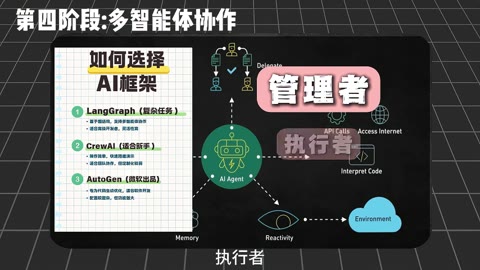 第四阶段:多智能体协作
如何选择
AI框架
1 LangGraph（复杂任务）
2 CrewAI（适合新手）
3 AutoGen（微软出品）
Delegate
管理者
执行者
API Calls
Access Internet
Interpret Code
AI Agent
Memory
Reactivity
Environment
执行者